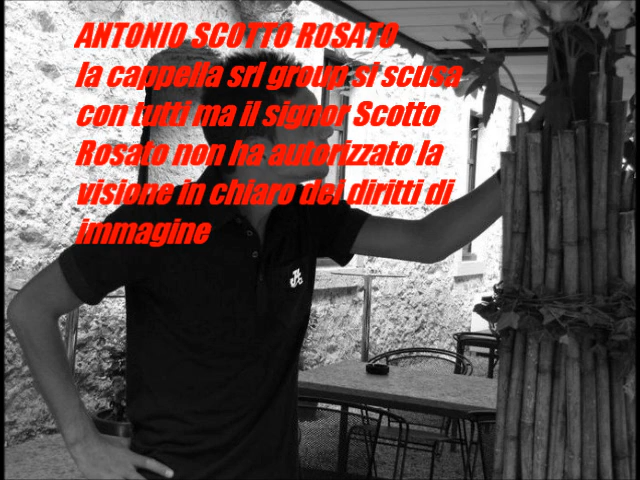 ANTONIO SCOTTO ROSATO
la cappella srl group si scusa
con tutti ma il signor Scotto
Rosato non ha autorizzato la
visione in chiaro dei diritti di
immagine